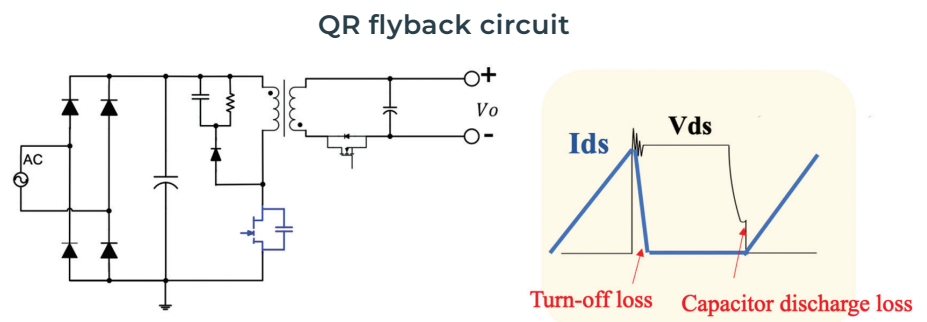 QR flyback circuit
AC
+
Vo
-
Ids
Vds
Turn-off loss
Capacitor discharge loss